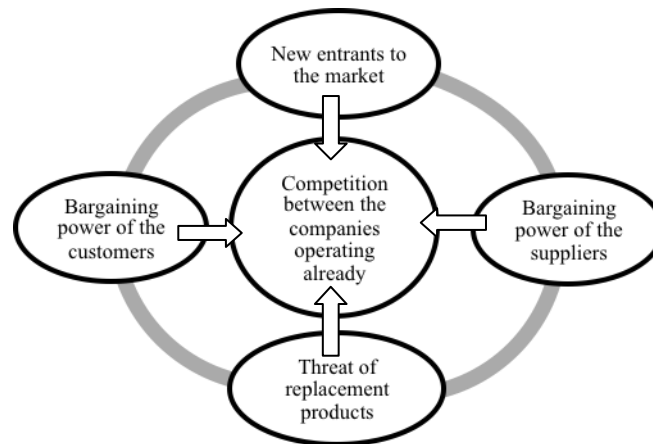 New entrants to
the market
Bargaining
power of the
customers
Competition
between the
companies
operating
already
Bargaining
power of the
suppliers
Threat of
replacement
products